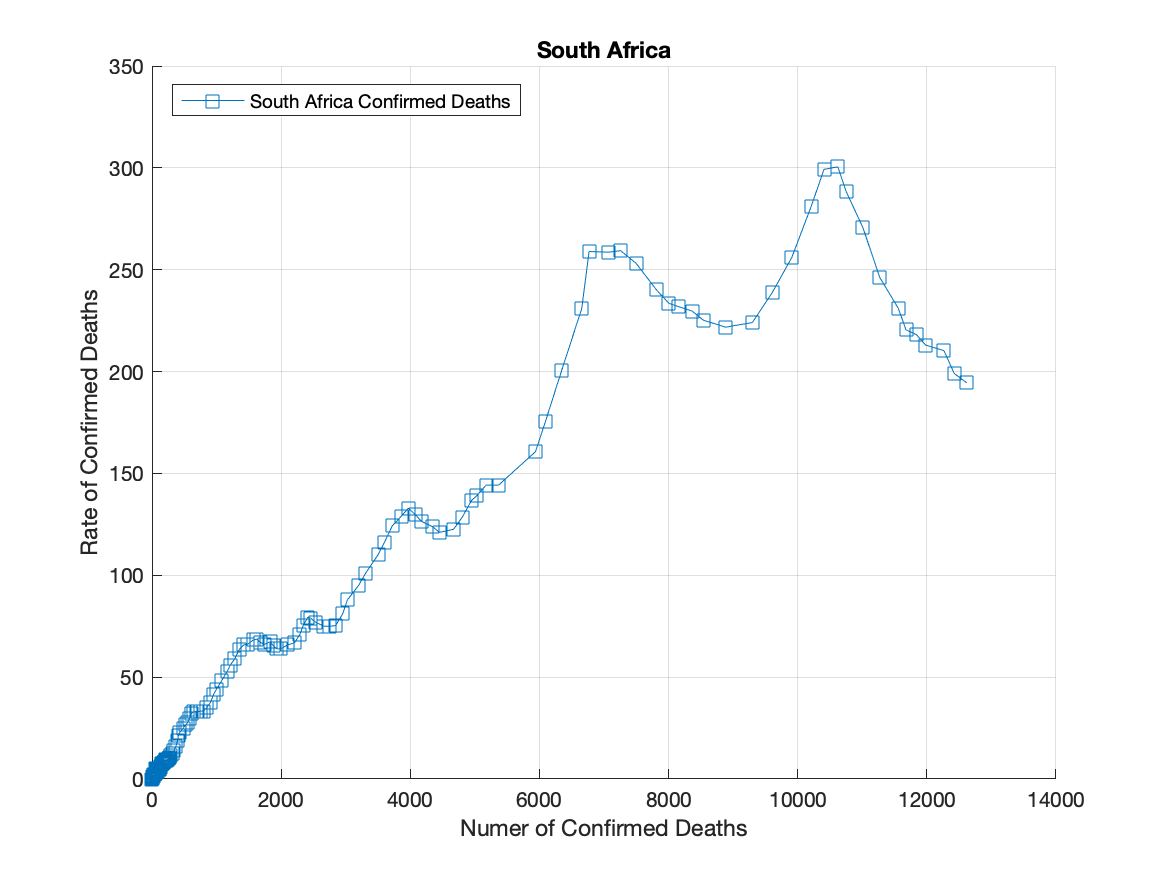 South Africa
South Africa Confirmed Deaths
Rate of Confirmed Deaths
350
300
250
200
150
100
50
0
0 2000 4000 6000 8000 10000 12000 14000
Numer of Confirmed Deaths